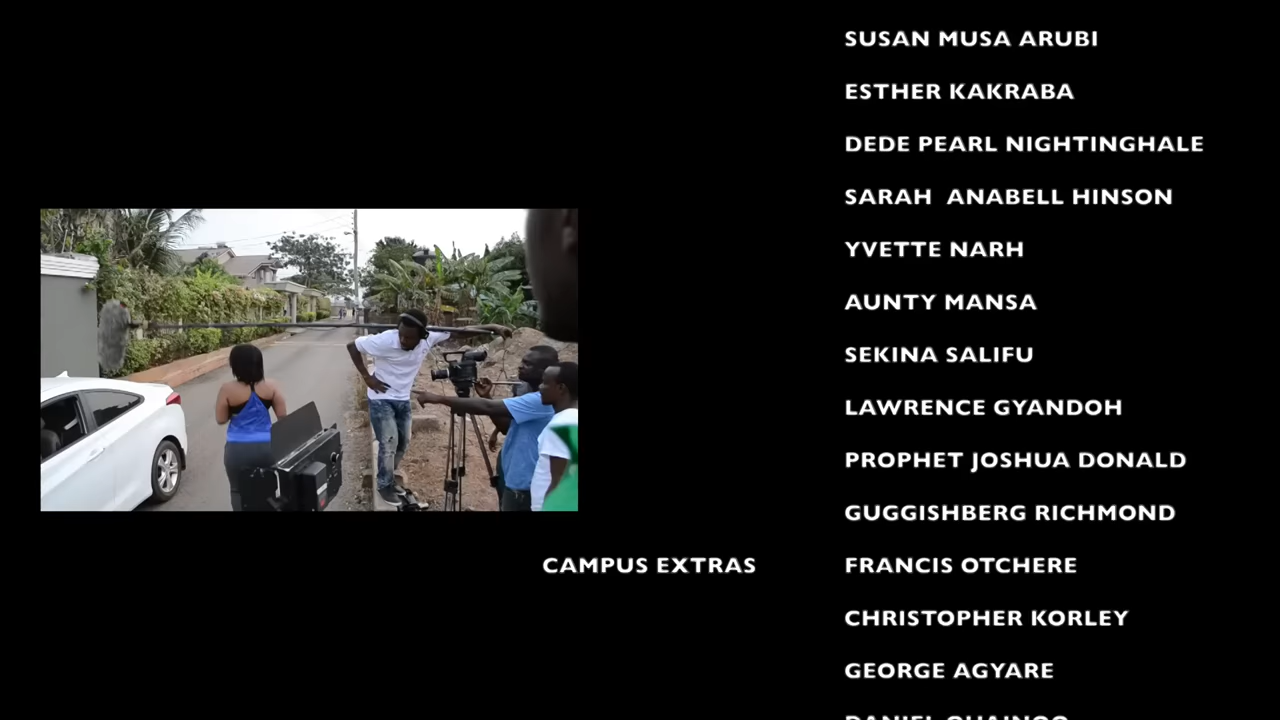 SUSAN MUSA ARUBI
ESTHER KAKRABA
DEDE PEARL NIGHTINGHALE
SARAH ANABELL HINSON
YVETTE NARH
AUNTY MANSA
SEKINA SALIFU
LAWRENCE GYANDOH
PROPHET JOSHUA DONALD
GUGGISHBERG RICHMOND
CAMPUS EXTRAS FRANCIS OTCHERE
CHRISTOPHER KORLEY
GEORGE AGYARE